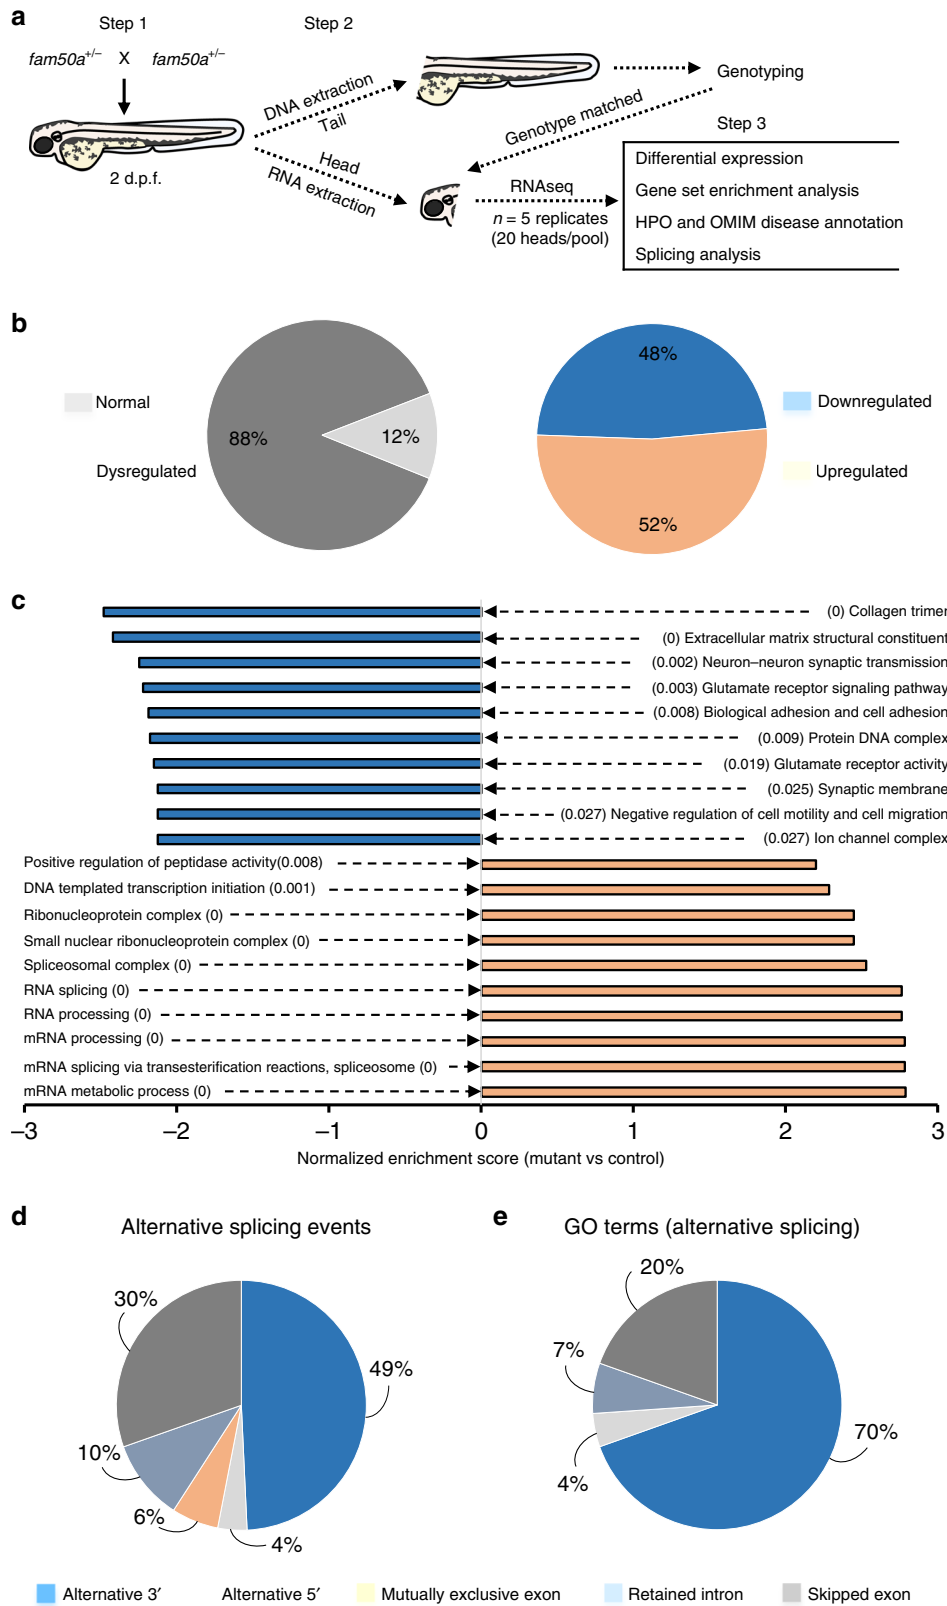 a
Step 1
Step 2
fam50a+/– X fam50a+/–
2 d.p.f.
DNA extraction
Tail
Head
RNA extraction
Genotyping
Genotype matched
RNAseq
n = 5 replicates
(20 heads/pool)
Step 3
Differential expression
Gene set enrichment analysis
HPO and OMIM disease annotation
Splicing analysis
b
Normal
Dysregulated
88%
12%
48%
52%
Downregulated
Upregulated
c
(0) Collagen trimer
(0) Extracellular matrix structural constituent
(0.002) Neuron–neuron synaptic transmission
(0.003) Glutamate receptor signaling pathway
(0.008) Biological adhesion and cell adhesion
(0.009) Protein DNA complex
(0.019) Glutamate receptor activity
(0.025) Synaptic membrane
(0.027) Negative regulation of cell motility and cell migration
(0.027) Ion channel complex
Positive regulation of peptidase activity(0.008)
DNA templated transcription initiation (0.001)
Ribonucleoprotein complex (0)
Small nuclear ribonucleoprotein complex (0)
Spliceosomal complex (0)
RNA splicing (0)
RNA processing (0)
mRNA processing (0)
mRNA splicing via transesterification reactions, spliceosome (0)
mRNA metabolic process (0)
–3 –2 –1 0 1 2 3
Normalized enrichment score (mutant vs control)
d
Alternative splicing events
30%
49%
10%
6%
4%
e
GO terms (alternative splicing)
20%
7%
70%
4%
Alternative 3′ Alternative 5′ Mutually exclusive exon Retained intron Skipped exon